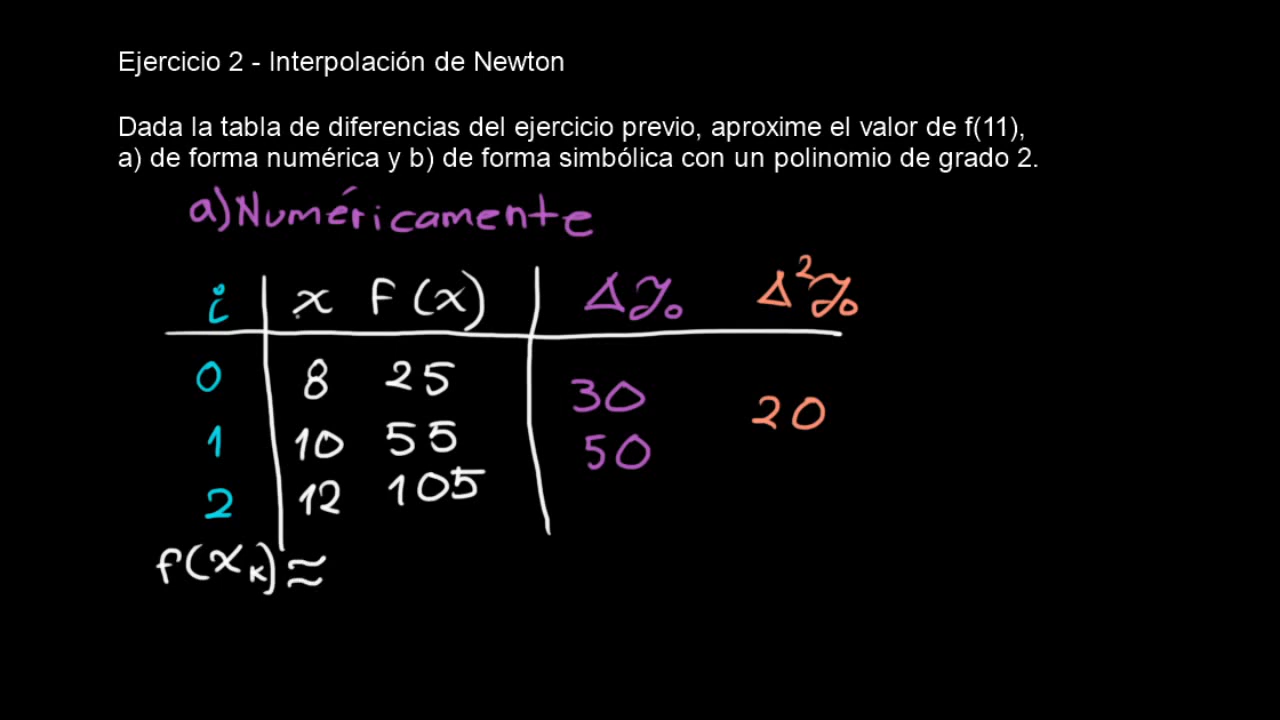 Ejercicio 2 - Interpolación de Newton
Dada la tabla de diferencias del ejercicio previo, aproxime el valor de f(11),
a) de forma numérica y b) de forma simbólica con un polinomio de grado 2.
a) Numéricamente
i x F(x) Δy₀ Δ²y₀
0 8 25 30 20
1 10 55 50
2 12 105
f(xₖ) ≈